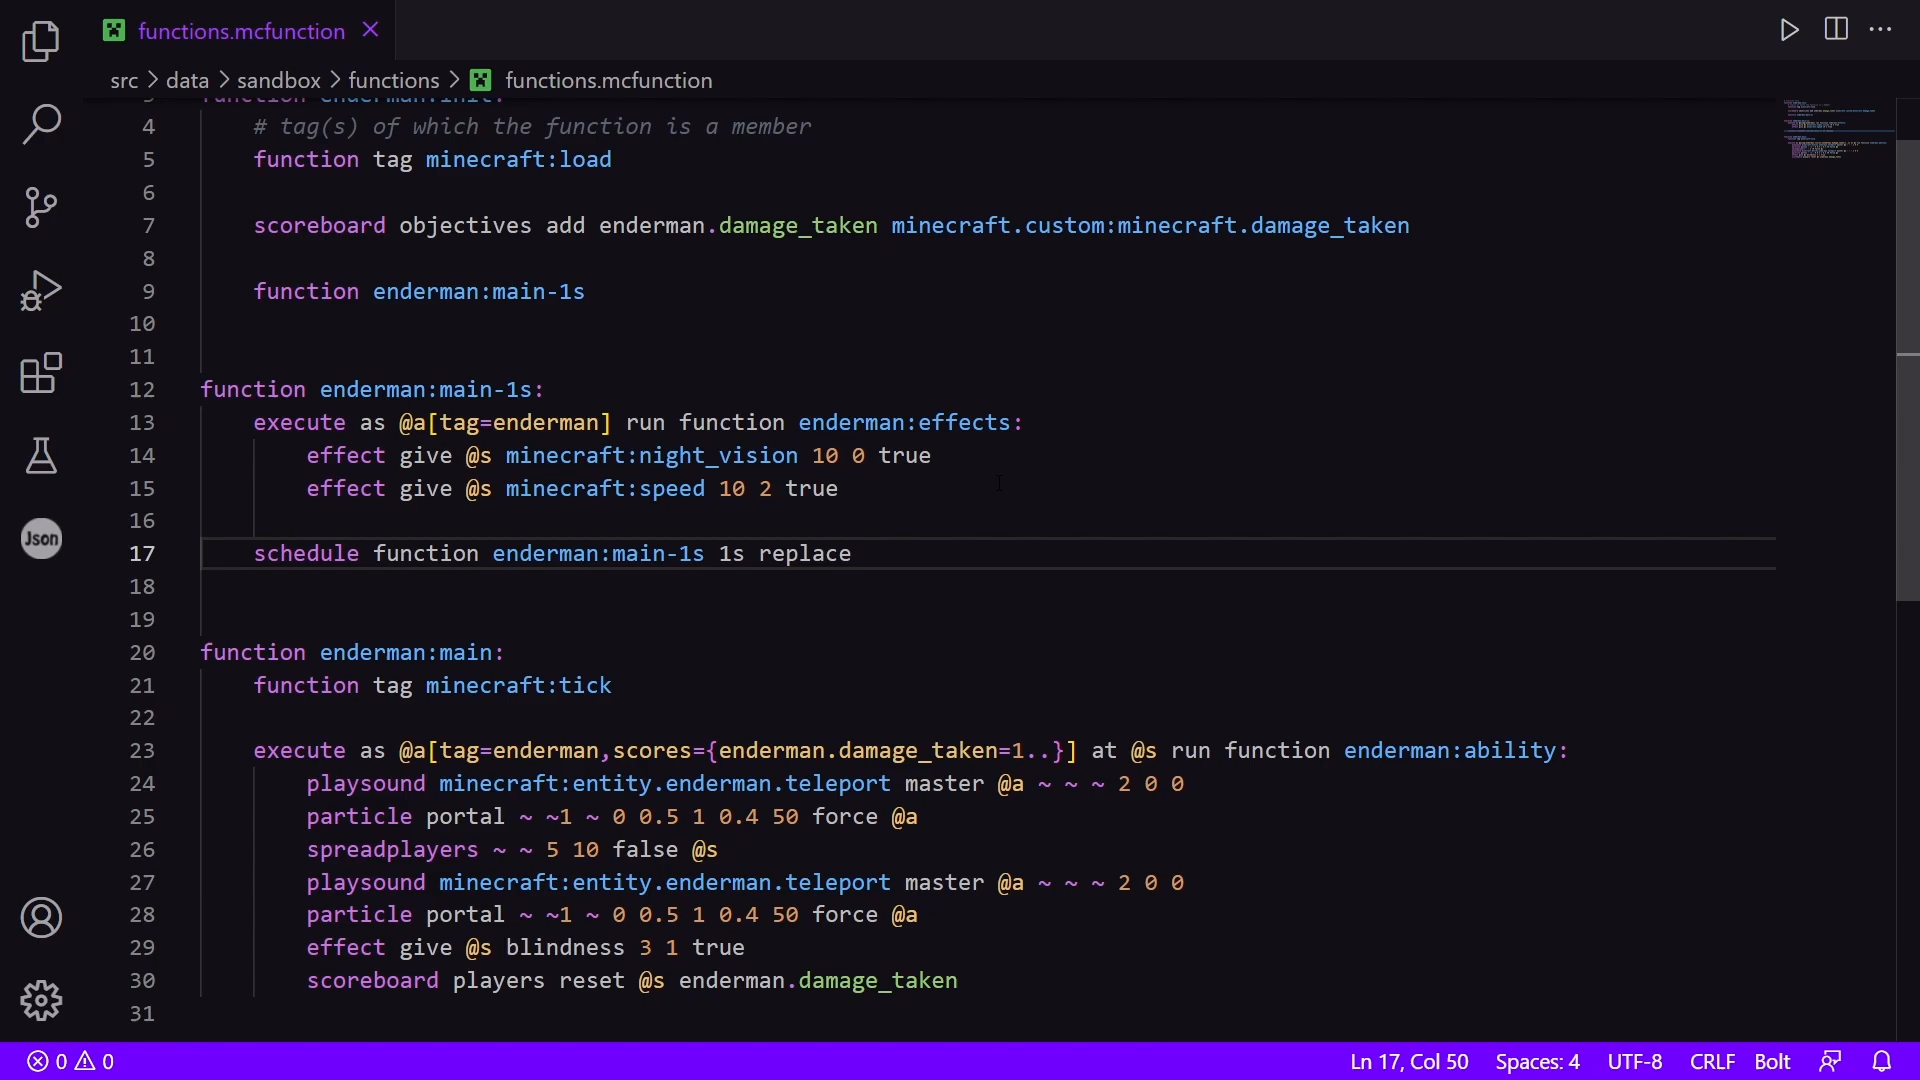 functions.mcfunction
src > data > sandbox > functions > functions.mcfunction
3 function enderman:init:
4 # tag(s) of which the function is a member
5 function tag minecraft:load
6
7 scoreboard objectives add enderman.damage_taken minecraft.custom:minecraft.damage_taken
8
9 function enderman:main-1s
10
11
12 function enderman:main-1s:
13 execute as @a[tag=enderman] run function enderman:effects:
14 effect give @s minecraft:night_vision 10 0 true
15 effect give @s minecraft:speed 10 2 true
16
17 schedule function enderman:main-1s 1s replace
18
19
20 function enderman:main:
21 function tag minecraft:tick
22
23 execute as @a[tag=enderman,scores={enderman.damage_taken=1..}] at @s run function enderman:ability:
24 playsound minecraft:entity.enderman.teleport master @a ~ ~ ~ 2 0 0
25 particle portal ~ ~1 ~ 0 0.5 1 0.4 50 force @a
26 spreadplayers ~ ~ 5 10 false @s
27 playsound minecraft:entity.enderman.teleport master @a ~ ~ ~ 2 0 0
28 particle portal ~ ~1 ~ 0 0.5 1 0.4 50 force @a
29 effect give @s blindness 3 1 true
30 scoreboard players reset @s enderman.damage_taken
31
Json
0 0 Ln 17, Col 50 Spaces: 4 UTF-8 CRLF Bolt